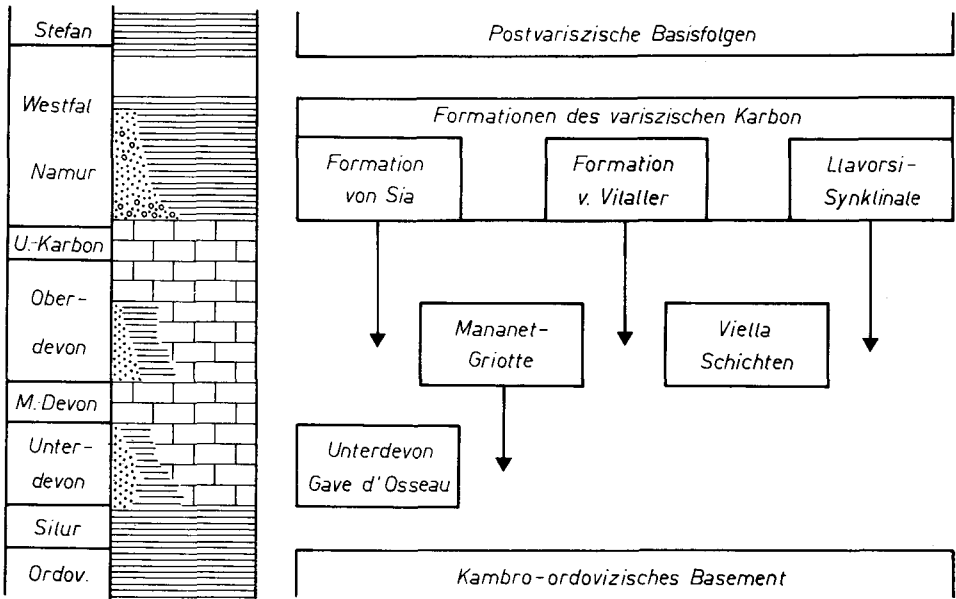 Stefan
Westfal
Namur
U.-Karbon
Ober-
devon
M.-Devon
Unter-
devon
Silur
Ordov.
Postvariszische Basisfolgen
Formationen des variszischen Karbon
Formation
von Sia
Formation
v. Vilaller
Llavorsi-
Synklinale
Mananet-
Griotte
Viella
Schichten
Unterdevon
Gave d'Osseau
Kambro-ordovizisches Basement